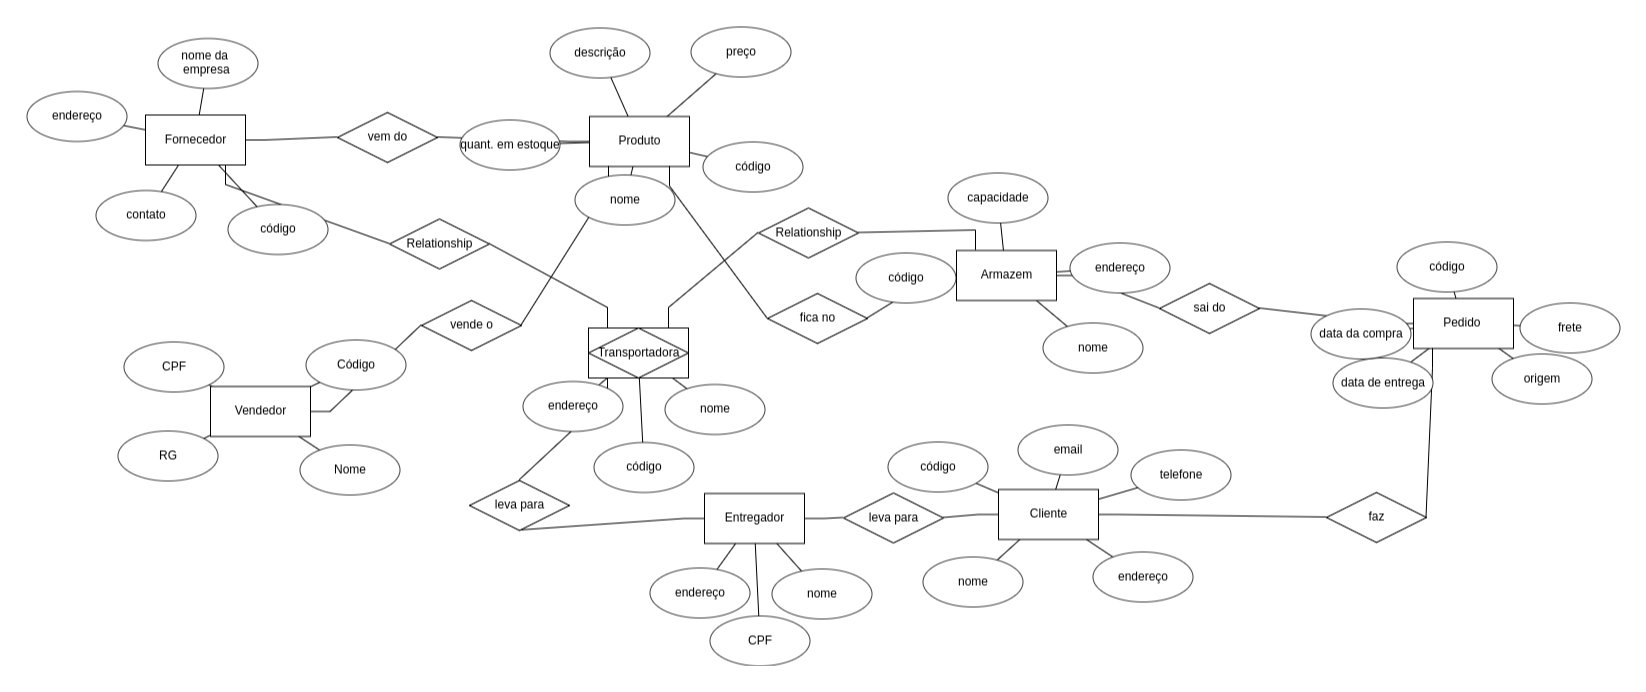 nome da
empresa
descrição
preço
endereço
Fornecedor
vem do
quant. em estoque
Produto
código
contato
código
nome
capacidade
Relationship
Relationship
código
Armazem
endereço
código
vende o
fica no
sai do
data da compra
Pedido
frete
nome
CPF
Código
Transportadora
data de entrega
origem
Vendedor
endereço
nome
RG
Nome
código
código
email
telefone
leva para
Entregador
leva para
Cliente
faz
endereço
nome
nome
endereço
CPF